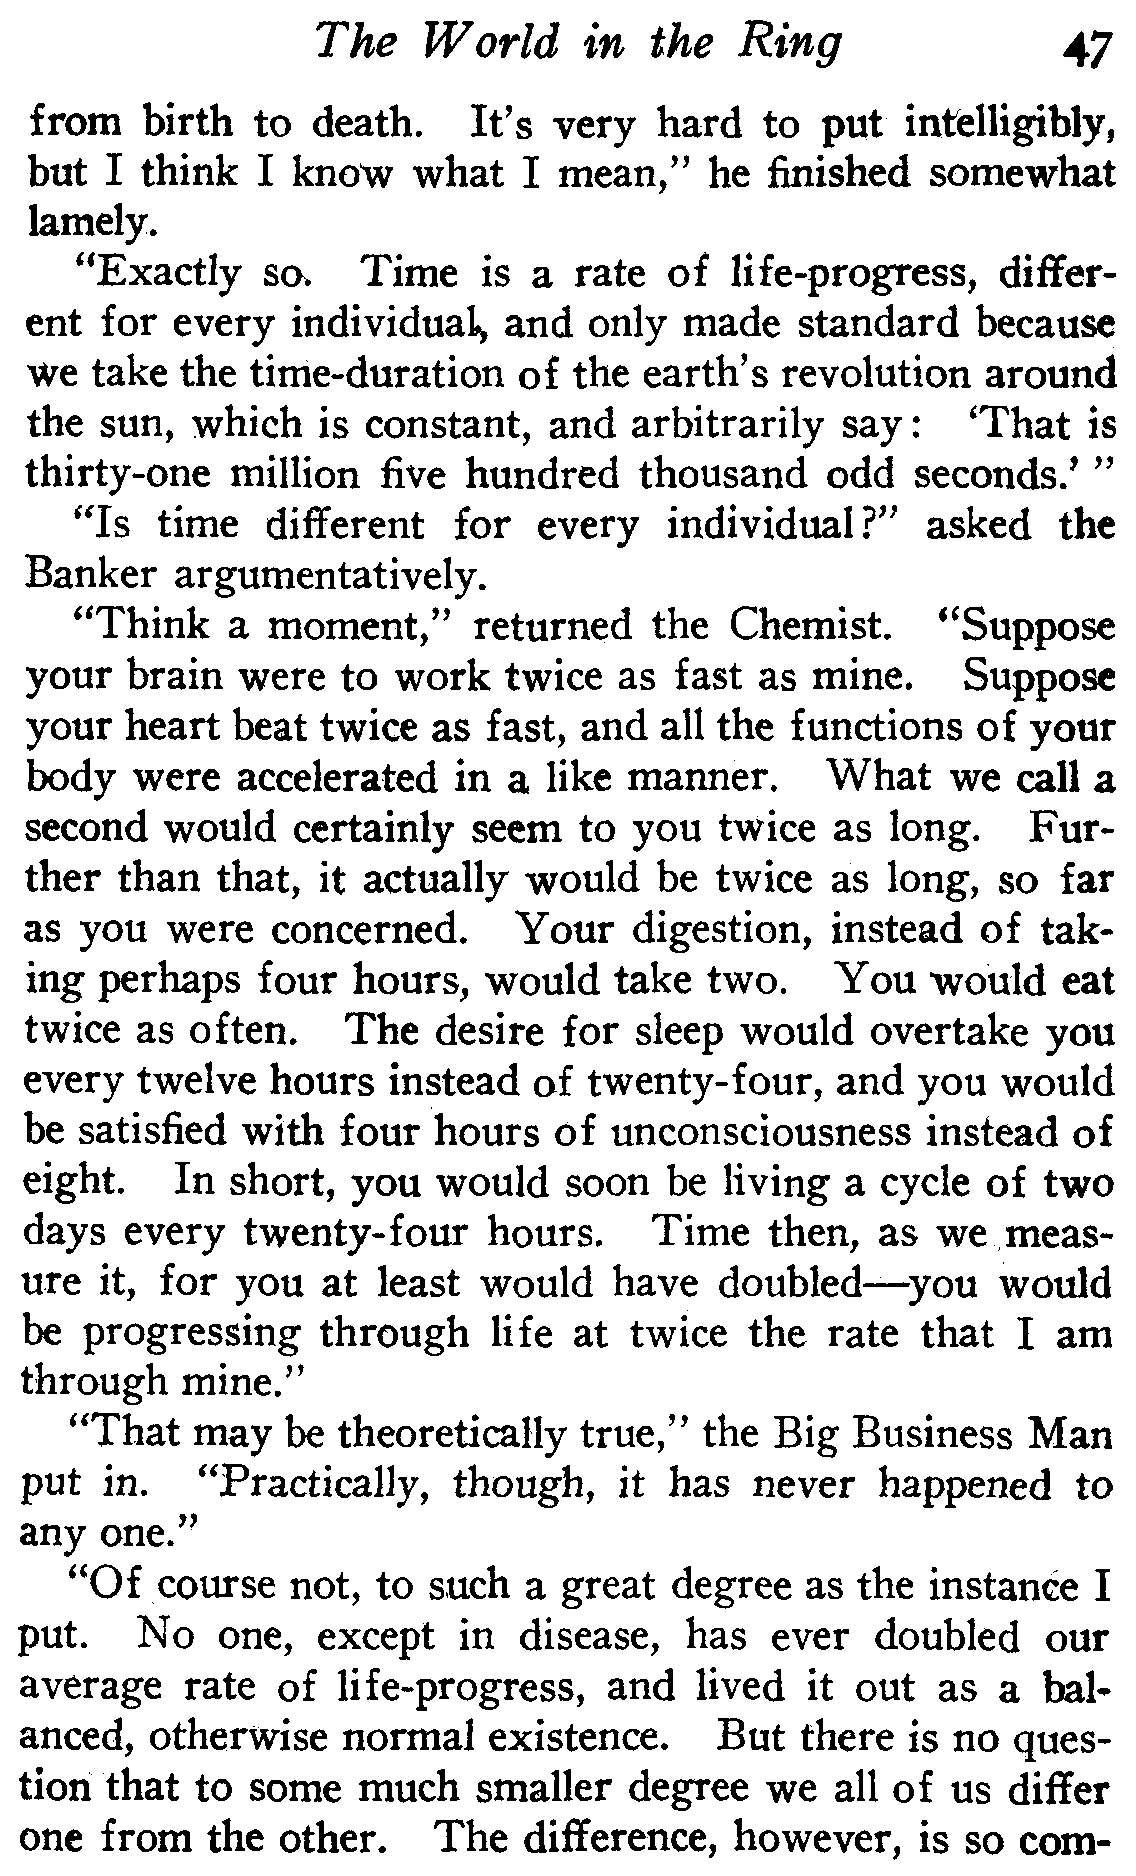 The World in the Ring 47
from birth to death. It's very hard to put intelligibly,
but I think I know what I mean," he finished somewhat
lamely.
"Exactly so. Time is a rate of life-progress, differ-
ent for every individual, and only made standard because
we take the time-duration of the earth's revolution around
the sun, which is constant, and arbitrarily say: 'That is
thirty-one million five hundred thousand odd seconds.' "
"Is time different for every individual?" asked the
Banker argumentatively.
"Think a moment," returned the Chemist. "Suppose
your brain were to work twice as fast as mine. Suppose
your heart beat twice as fast, and all the functions of your
body were accelerated in a like manner. What we call a
second would certainly seem to you twice as long. Fur-
ther than that, it actually would be twice as long, so far
as you were concerned. Your digestion, instead of tak-
ing perhaps four hours, would take two. You would eat
twice as often. The desire for sleep would overtake you
every twelve hours instead of twenty-four, and you would
be satisfied with four hours of unconsciousness instead of
eight. In short, you would soon be living a cycle of two
days every twenty-four hours. Time then, as we meas-
ure it, for you at least would have doubled—you would
be progressing through life at twice the rate that I am
through mine."
"That may be theoretically true," the Big Business Man
put in. "Practically, though, it has never happened to
any one."
"Of course not, to such a great degree as the instance I
put. No one, except in disease, has ever doubled our
average rate of life-progress, and lived it out as a bal-
anced, otherwise normal existence. But there is no ques-
tion that to some much smaller degree we all of us differ
one from the other. The difference, however, is so com-